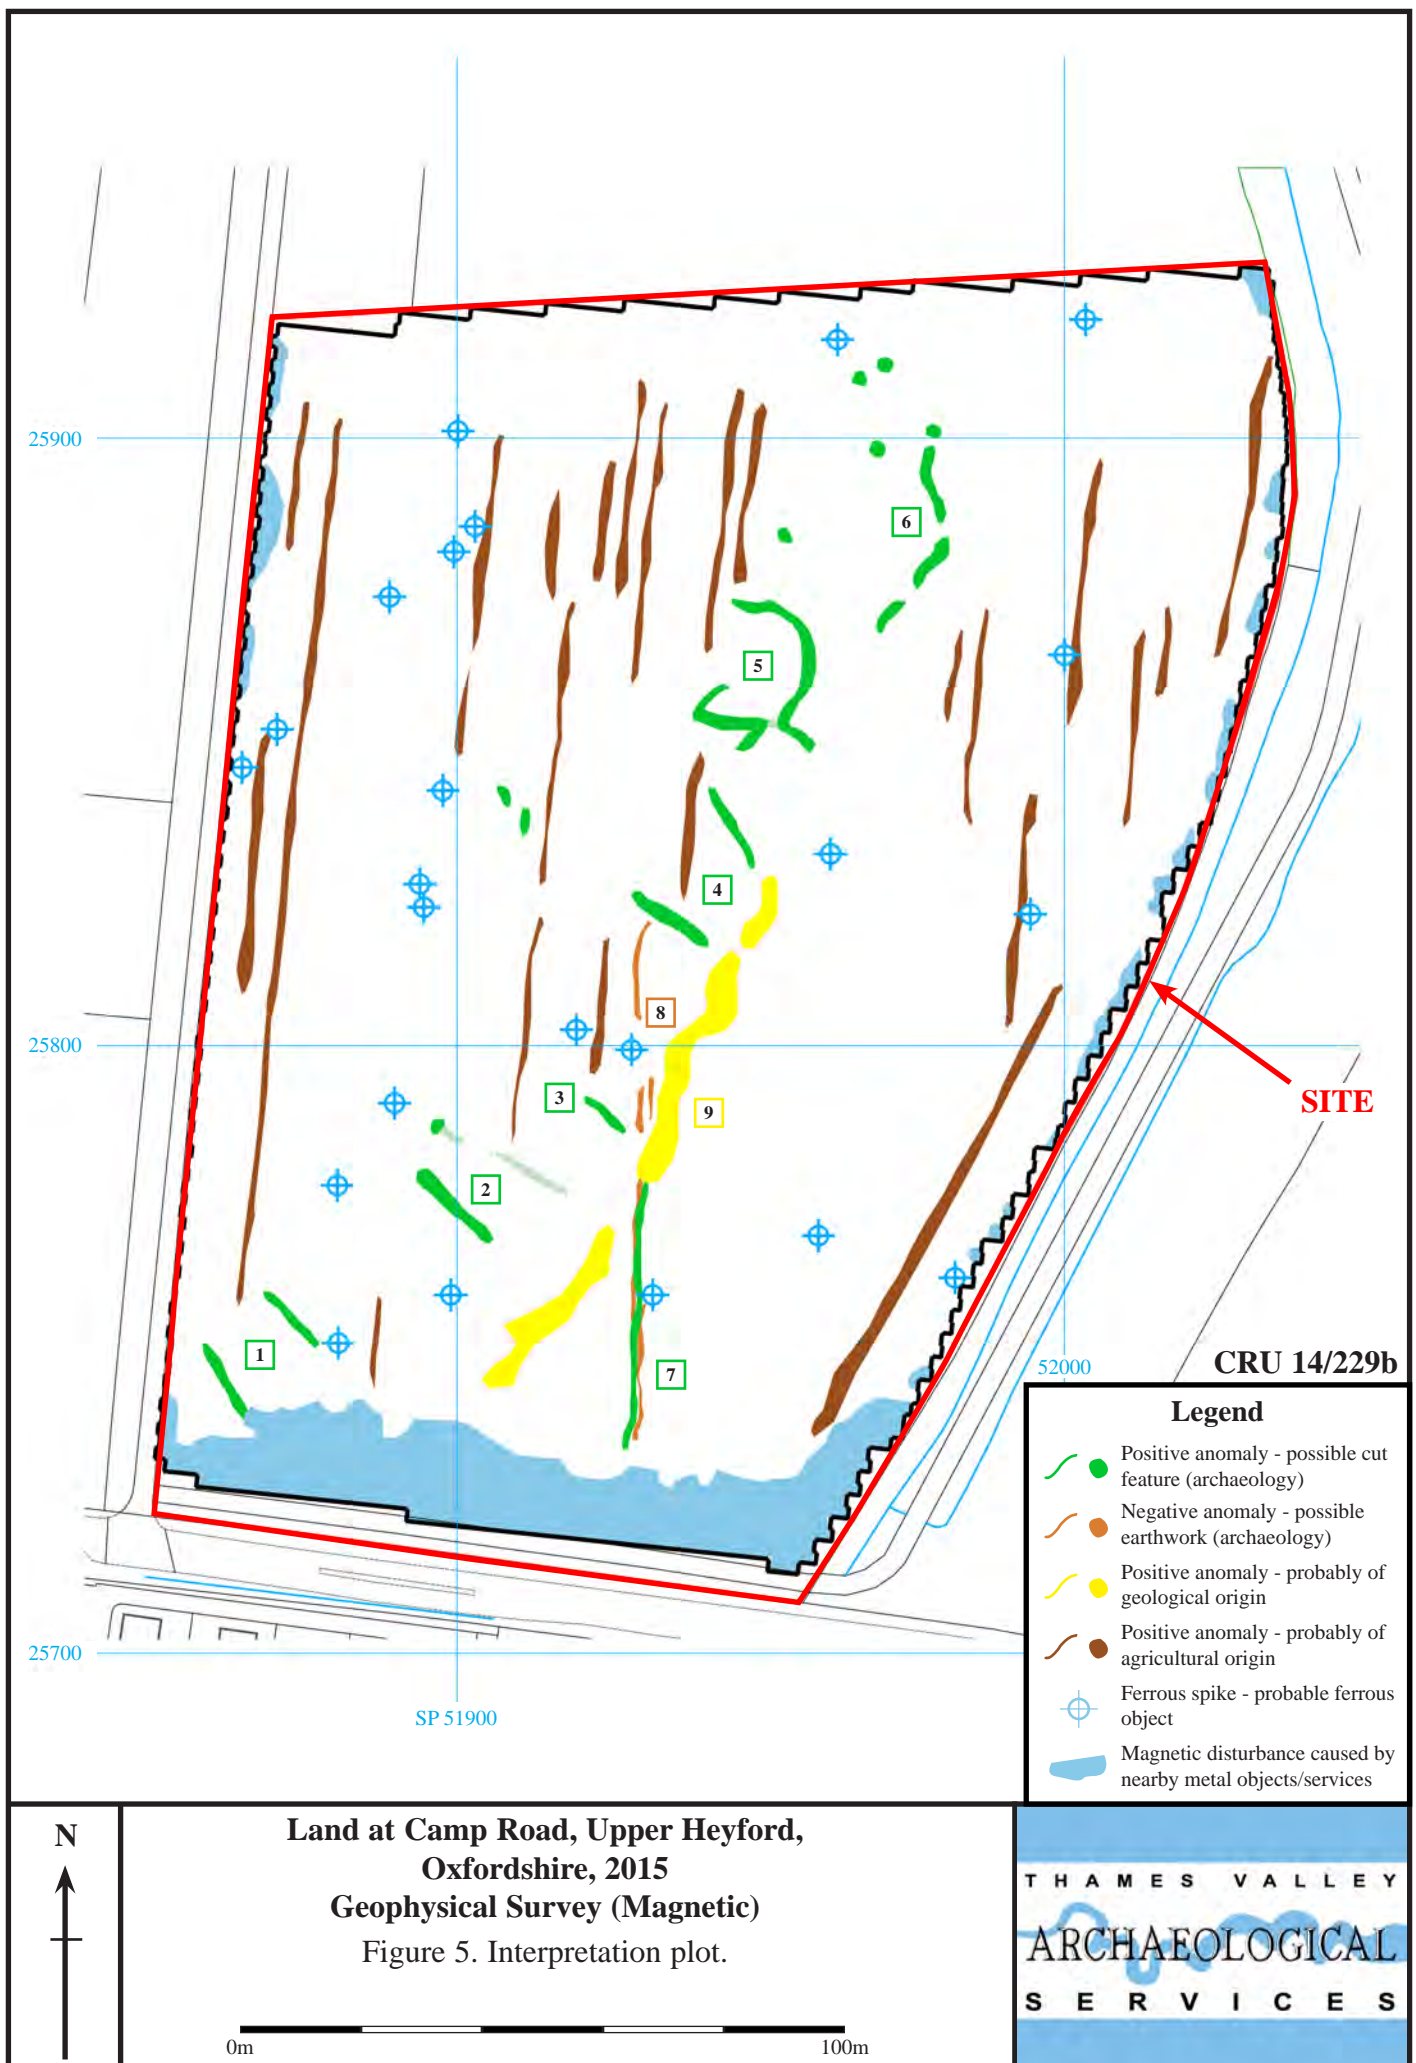 25900
6
5
4
8
25800
3
9
SITE
2
1
7
52000
CRU 14/229b
25700
SP 51900
Legend
Positive anomaly - possible cut
feature (archaeology)
Negative anomaly - possible
earthwork (archaeology)
Positive anomaly - probably of
geological origin
Positive anomaly - probably of
agricultural origin
Ferrous spike - probable ferrous
object
Magnetic disturbance caused by
nearby metal objects/services
N
Land at Camp Road, Upper Heyford,
Oxfordshire, 2015
Geophysical Survey (Magnetic)
Figure 5. Interpretation plot.
0m 100m
THAMES VALLEY
ARCHAEOLOGICAL
SERVICES